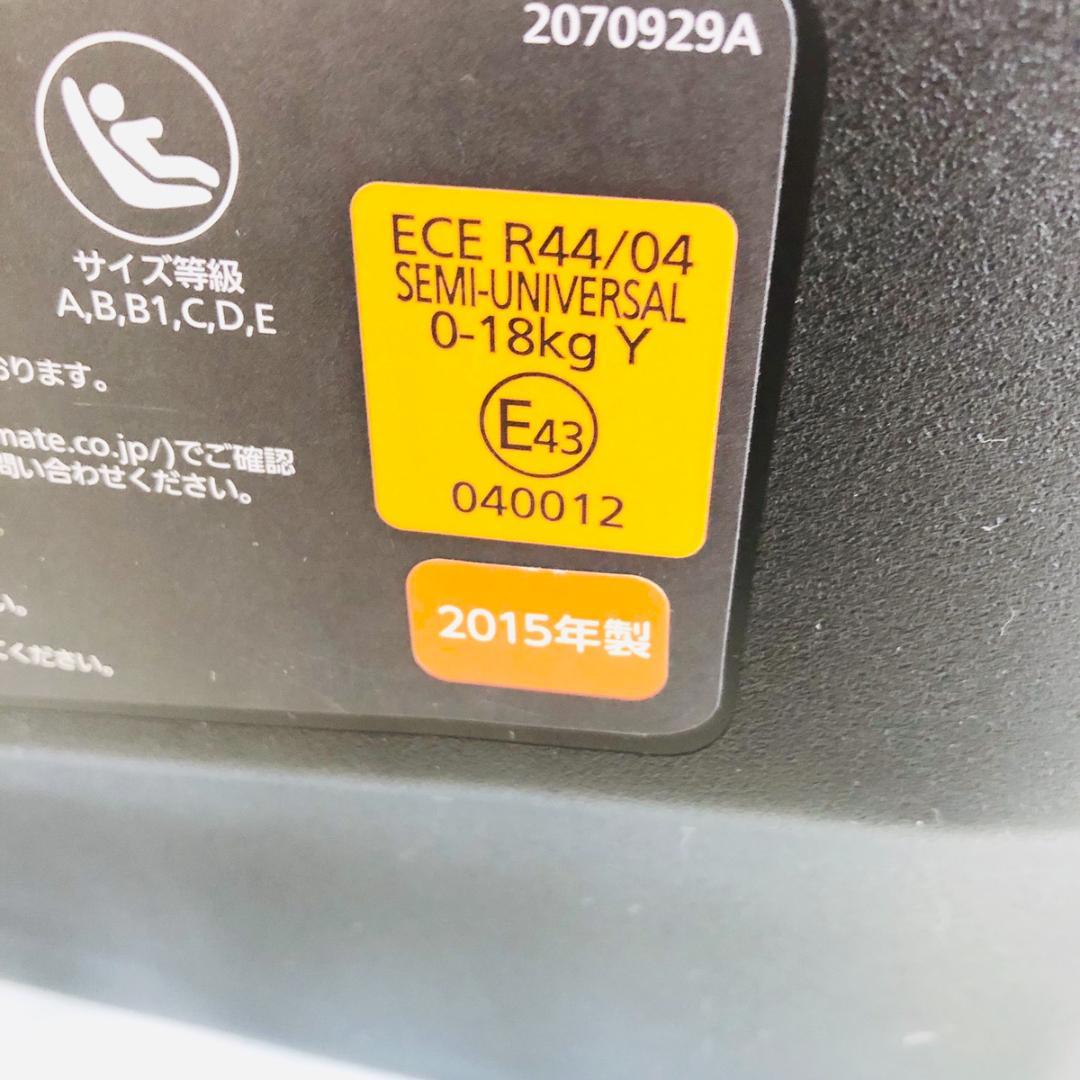 2070929A
サイズ等級
A,B,B1,C,D,E
ECE R44/04
SEMI-UNIVERSAL
0-18kg Y
E43
040012
おります。
mate.co.jp/)でご確認
問い合わせください。
い。
ください。
2015年製